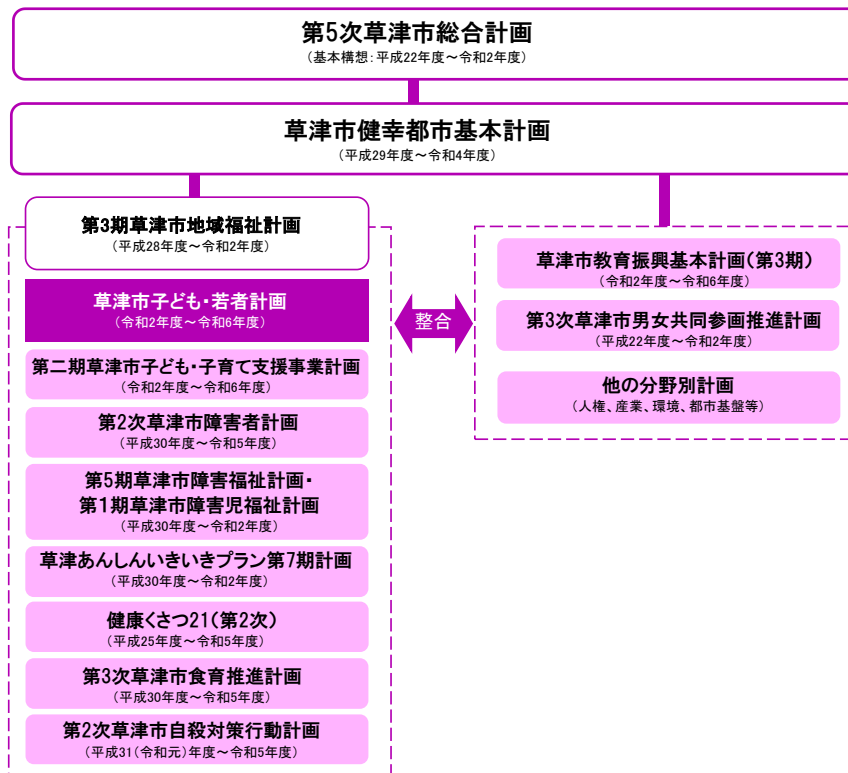 第5次草津市総合計画
(基本構想:平成22年度～令和2年度)
草津市健幸都市基本計画
(平成29年度～令和4年度)
第3期草津市地域福祉計画
(平成28年度～令和2年度)
草津市子ども・若者計画
(令和2年度～令和6年度)
第二期草津市子ども・子育て支援事業計画
(令和2年度～令和6年度)
第2次草津市障害者計画
(平成30年度～令和5年度)
第5期草津市障害福祉計画・
第1期草津市障害児福祉計画
(平成30年度～令和2年度)
草津あんしんいきいきプラン第7期計画
(平成30年度～令和2年度)
健康くさつ21(第2次)
(平成25年度～令和5年度)
第3次草津市食育推進計画
(平成30年度～令和5年度)
第2次草津市自殺対策行動計画
(平成31(令和元)年度～令和5年度)
整合
草津市教育振興基本計画(第3期)
(令和2年度～令和6年度)
第3次草津市男女共同参画推進計画
(平成22年度～令和2年度)
他の分野別計画
(人権、産業、環境、都市基盤等)